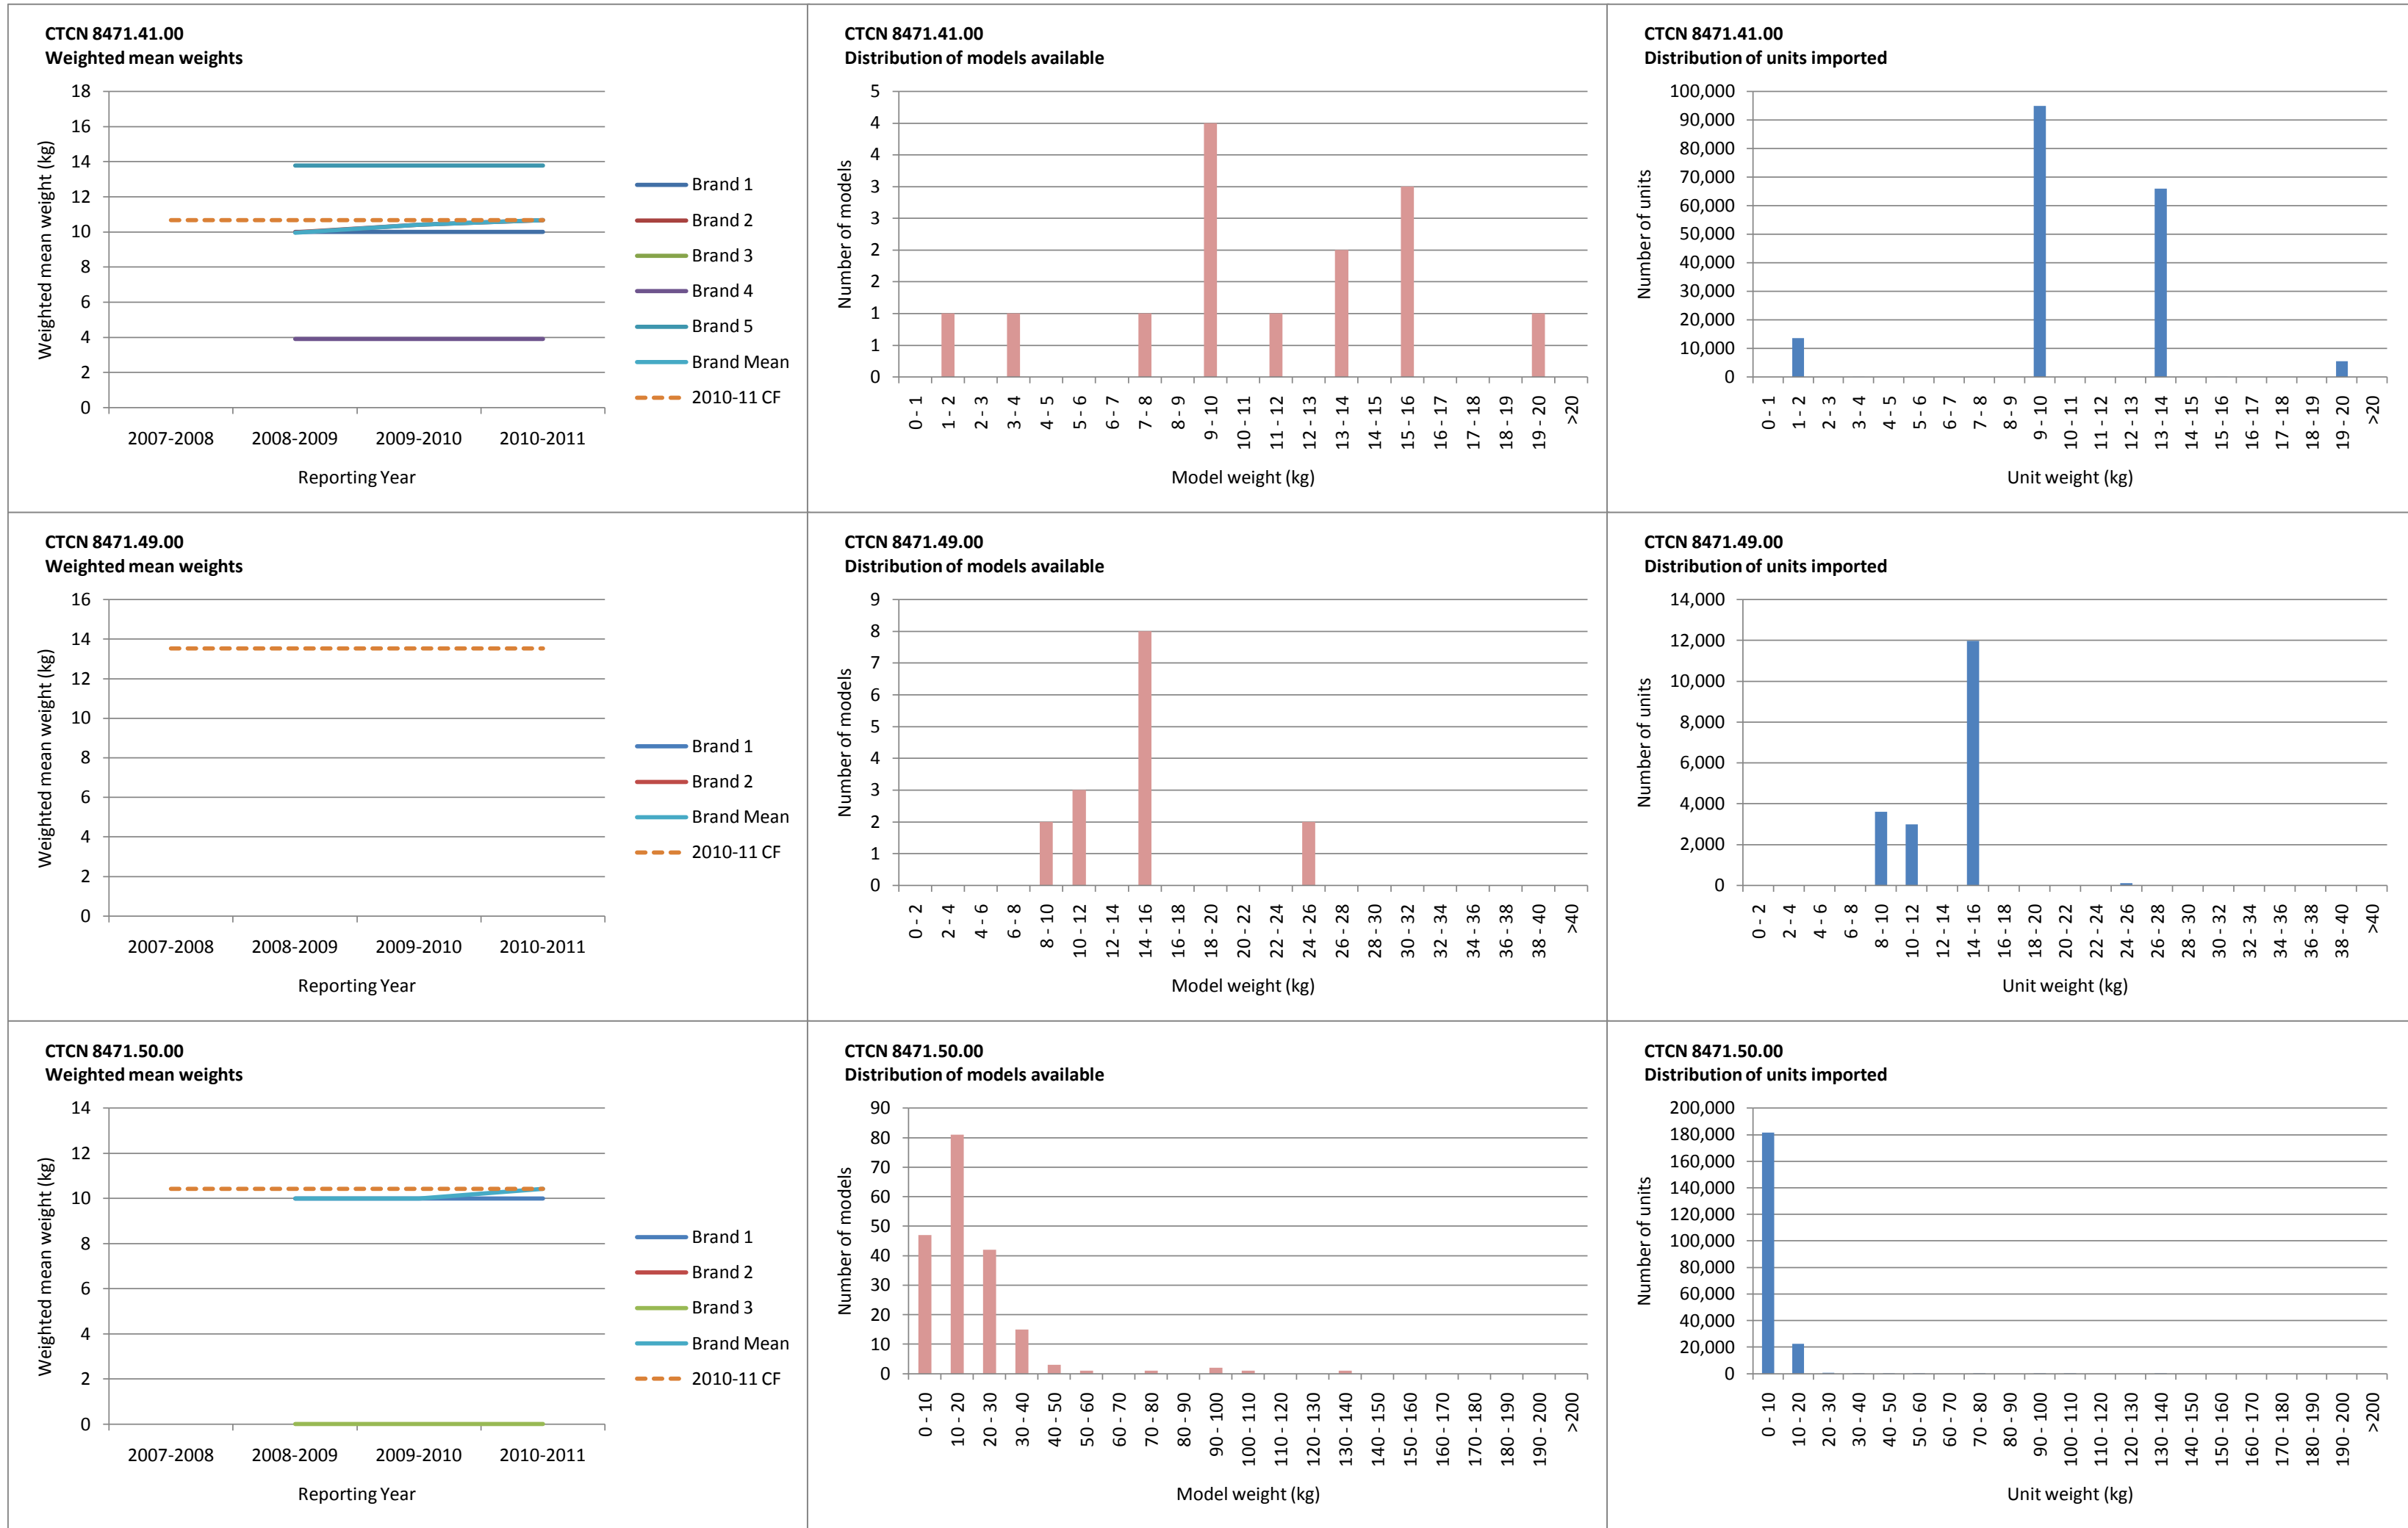 CTCN 8471.41.00
Weighted mean weights
18
16
14
12
10
8
6
4
2
0
Weighted mean weight (kg)
2007-2008 2008-2009 2009-2010 2010-2011
Reporting Year
Brand 1
Brand 2
Brand 3
Brand 4
Brand 5
Brand Mean
2010-11 CF
CTCN 8471.41.00
Distribution of models available
5
4
4
3
3
2
2
1
1
0
Number of models
0 - 1
1 - 2
2 - 3
3 - 4
4 - 5
5 - 6
6 - 7
7 - 8
8 - 9
9 - 10
10 - 11
11 - 12
12 - 13
13 - 14
14 - 15
15 - 16
16 - 17
17 - 18
18 - 19
19 - 20
>20
Model weight (kg)
CTCN 8471.41.00
Distribution of units imported
100,000
90,000
80,000
70,000
60,000
50,000
40,000
30,000
20,000
10,000
0
Number of units
0 - 1
1 - 2
2 - 3
3 - 4
4 - 5
5 - 6
6 - 7
7 - 8
8 - 9
9 - 10
10 - 11
11 - 12
12 - 13
13 - 14
14 - 15
15 - 16
16 - 17
17 - 18
18 - 19
19 - 20
>20
Unit weight (kg)
CTCN 8471.49.00
Weighted mean weights
16
14
12
10
8
6
4
2
0
Weighted mean weight (kg)
2007-2008 2008-2009 2009-2010 2010-2011
Reporting Year
Brand 1
Brand 2
Brand Mean
2010-11 CF
CTCN 8471.49.00
Distribution of models available
9
8
7
6
5
4
3
2
1
0
Number of models
0 - 2
2 - 4
4 - 6
6 - 8
8 - 10
10 - 12
12 - 14
14 - 16
16 - 18
18 - 20
20 - 22
22 - 24
24 - 26
26 - 28
28 - 30
30 - 32
32 - 34
34 - 36
36 - 38
38 - 40
>40
Model weight (kg)
CTCN 8471.49.00
Distribution of units imported
14,000
12,000
10,000
8,000
6,000
4,000
2,000
0
Number of units
0 - 2
2 - 4
4 - 6
6 - 8
8 - 10
10 - 12
12 - 14
14 - 16
16 - 18
18 - 20
20 - 22
22 - 24
24 - 26
26 - 28
28 - 30
30 - 32
32 - 34
34 - 36
36 - 38
38 - 40
>40
Unit weight (kg)
CTCN 8471.50.00
Weighted mean weights
14
12
10
8
6
4
2
0
Weighted mean weight (kg)
2007-2008 2008-2009 2009-2010 2010-2011
Reporting Year
Brand 1
Brand 2
Brand 3
Brand Mean
2010-11 CF
CTCN 8471.50.00
Distribution of models available
90
80
70
60
50
40
30
20
10
0
Number of models
0 - 10
10 - 20
20 - 30
30 - 40
40 - 50
50 - 60
60 - 70
70 - 80
80 - 90
90 - 100
100 - 110
110 - 120
120 - 130
130 - 140
140 - 150
150 - 160
160 - 170
170 - 180
180 - 190
190 - 200
>200
Model weight (kg)
CTCN 8471.50.00
Distribution of units imported
200,000
180,000
160,000
140,000
120,000
100,000
80,000
60,000
40,000
20,000
0
Number of units
0 - 10
10 - 20
20 - 30
30 - 40
40 - 50
50 - 60
60 - 70
70 - 80
80 - 90
90 - 100
100 - 110
110 - 120
120 - 130
130 - 140
140 - 150
150 - 160
160 - 170
170 - 180
180 - 190
190 - 200
>200
Unit weight (kg)